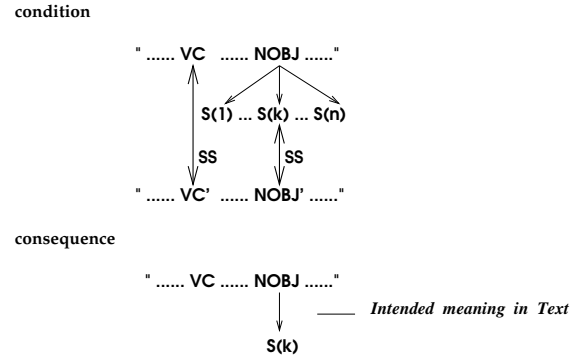 condition
" ...... VC ...... NOBJ ......"
S(1) ... S(k) ... S(n)
SS SS
" ...... VC' ...... NOBJ' ......"
consequence
" ...... VC ...... NOBJ ......"
Intended meaning in Text
S(k)